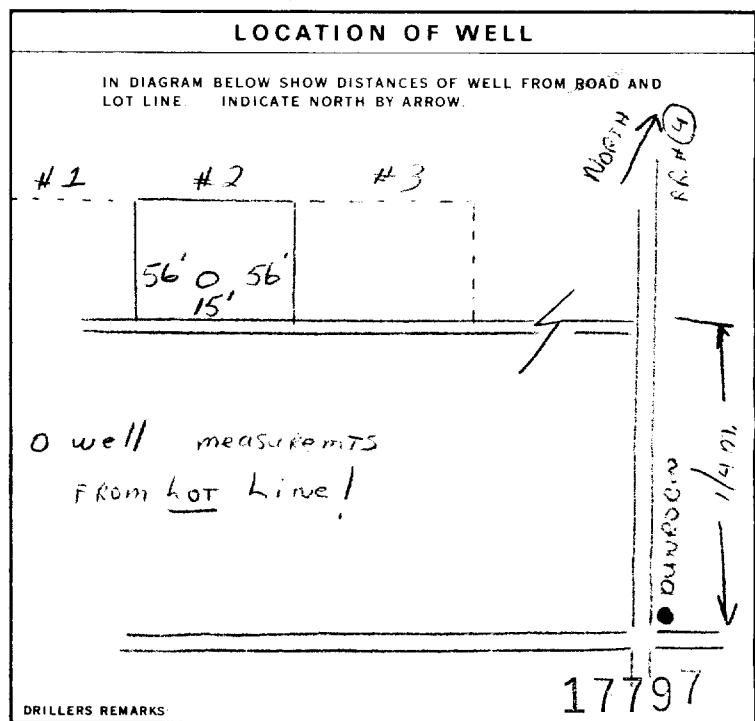 LOCATION OF WELL
IN DIAGRAM BELOW SHOW DISTANCES OF WELL FROM ROAD AND
LOT LINE. INDICATE NORTH BY ARROW.
NORTH
RR. # 4
# 1 # 2 # 3
56' O 56'
15'
O well measuremts
FROM LOT Line!
1/4 m.
DUNROBIN
DRILLERS REMARKS
17797